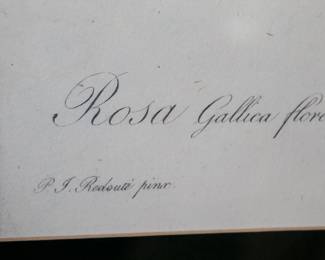 Rosa Gallica flore
P. J. Redouté pinx.